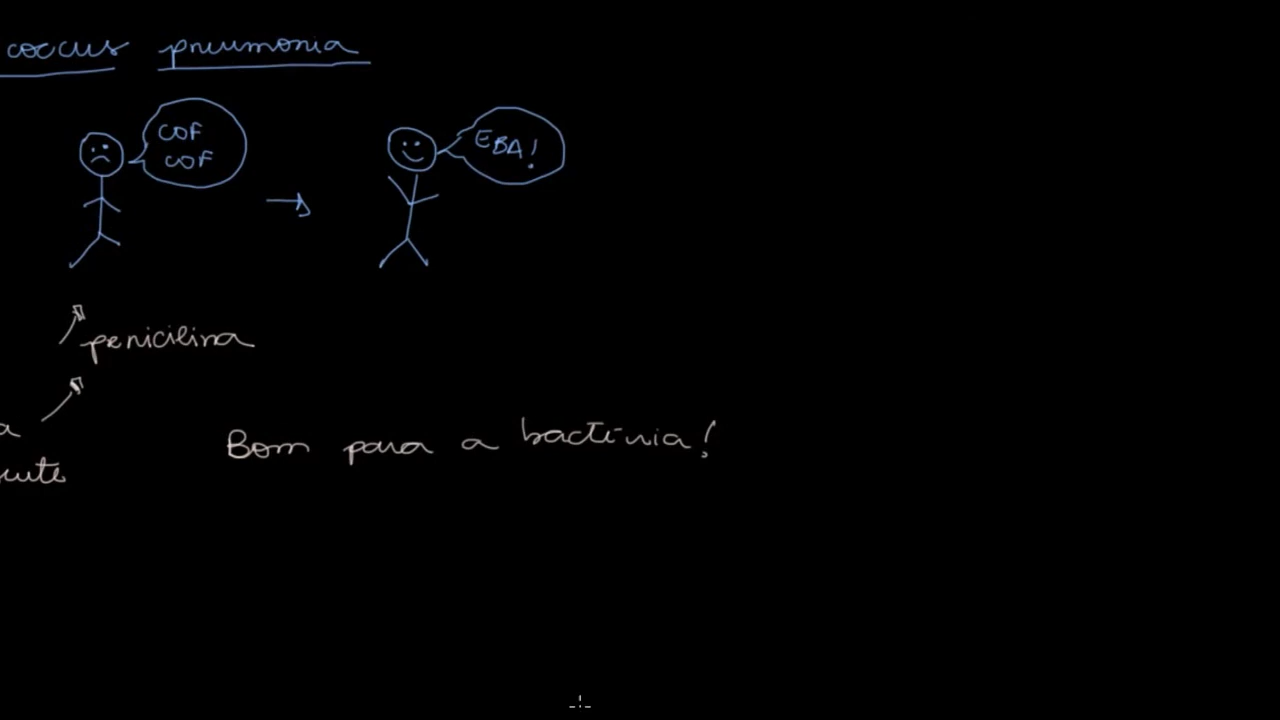 coccus pneumonia
COF
COF
EBA!
penicilina
a
Bom para a bactéria!